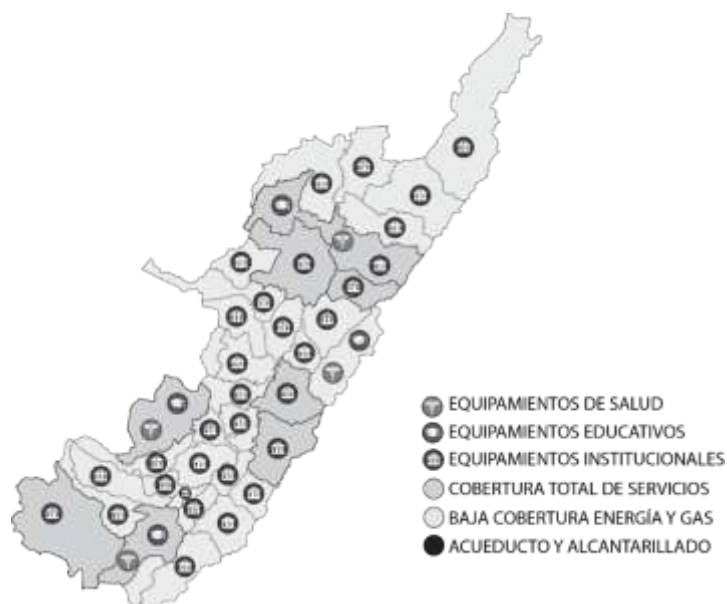 EQUIPAMIENTOS DE SALUD
EQUIPAMIENTOS EDUCATIVOS
EQUIPAMIENTOS INSTITUCIONALES
COBERTURA TOTAL DE SERVICIOS
BAJA COBERTURA ENERGÍA Y GAS
ACUEDUCTO Y ALCANTARILLADO